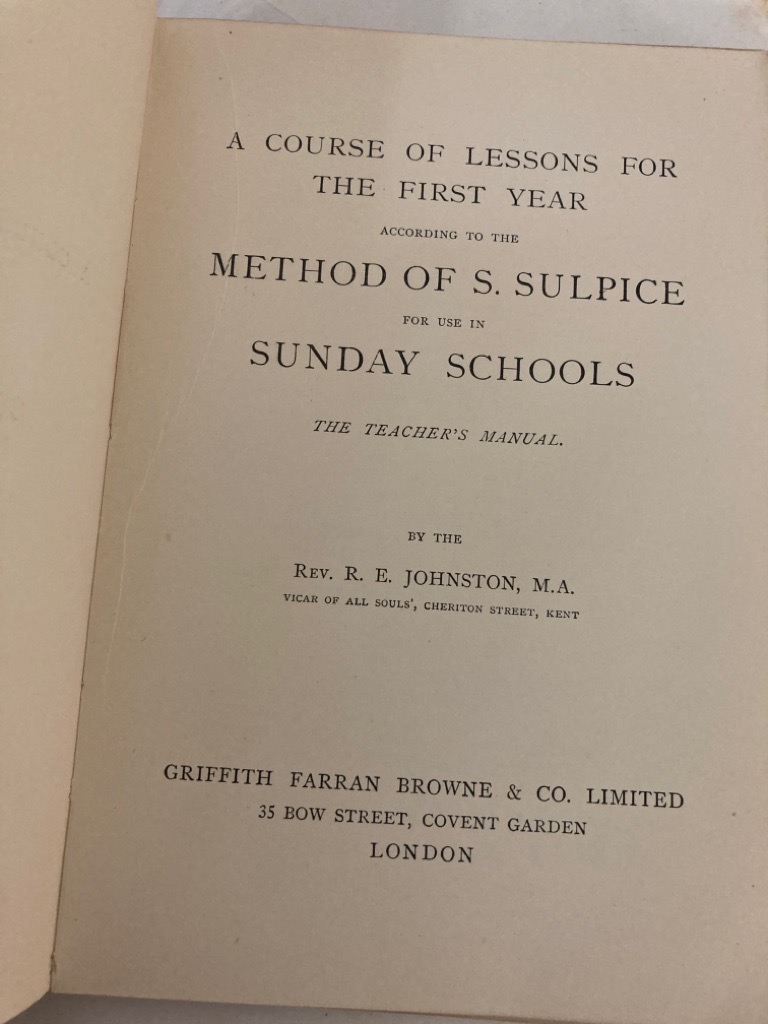 A COURSE OF LESSONS FOR
THE FIRST YEAR
ACCORDING TO THE
METHOD OF S. SULPICE
FOR USE IN
SUNDAY SCHOOLS
THE TEACHER'S MANUAL.
BY THE
REV. R. E. JOHNSTON, M.A.
VICAR OF ALL SOULS', CHERITON STREET, KENT
GRIFFITH FARRAN BROWNE & CO. LIMITED
35 BOW STREET, COVENT GARDEN
LONDON